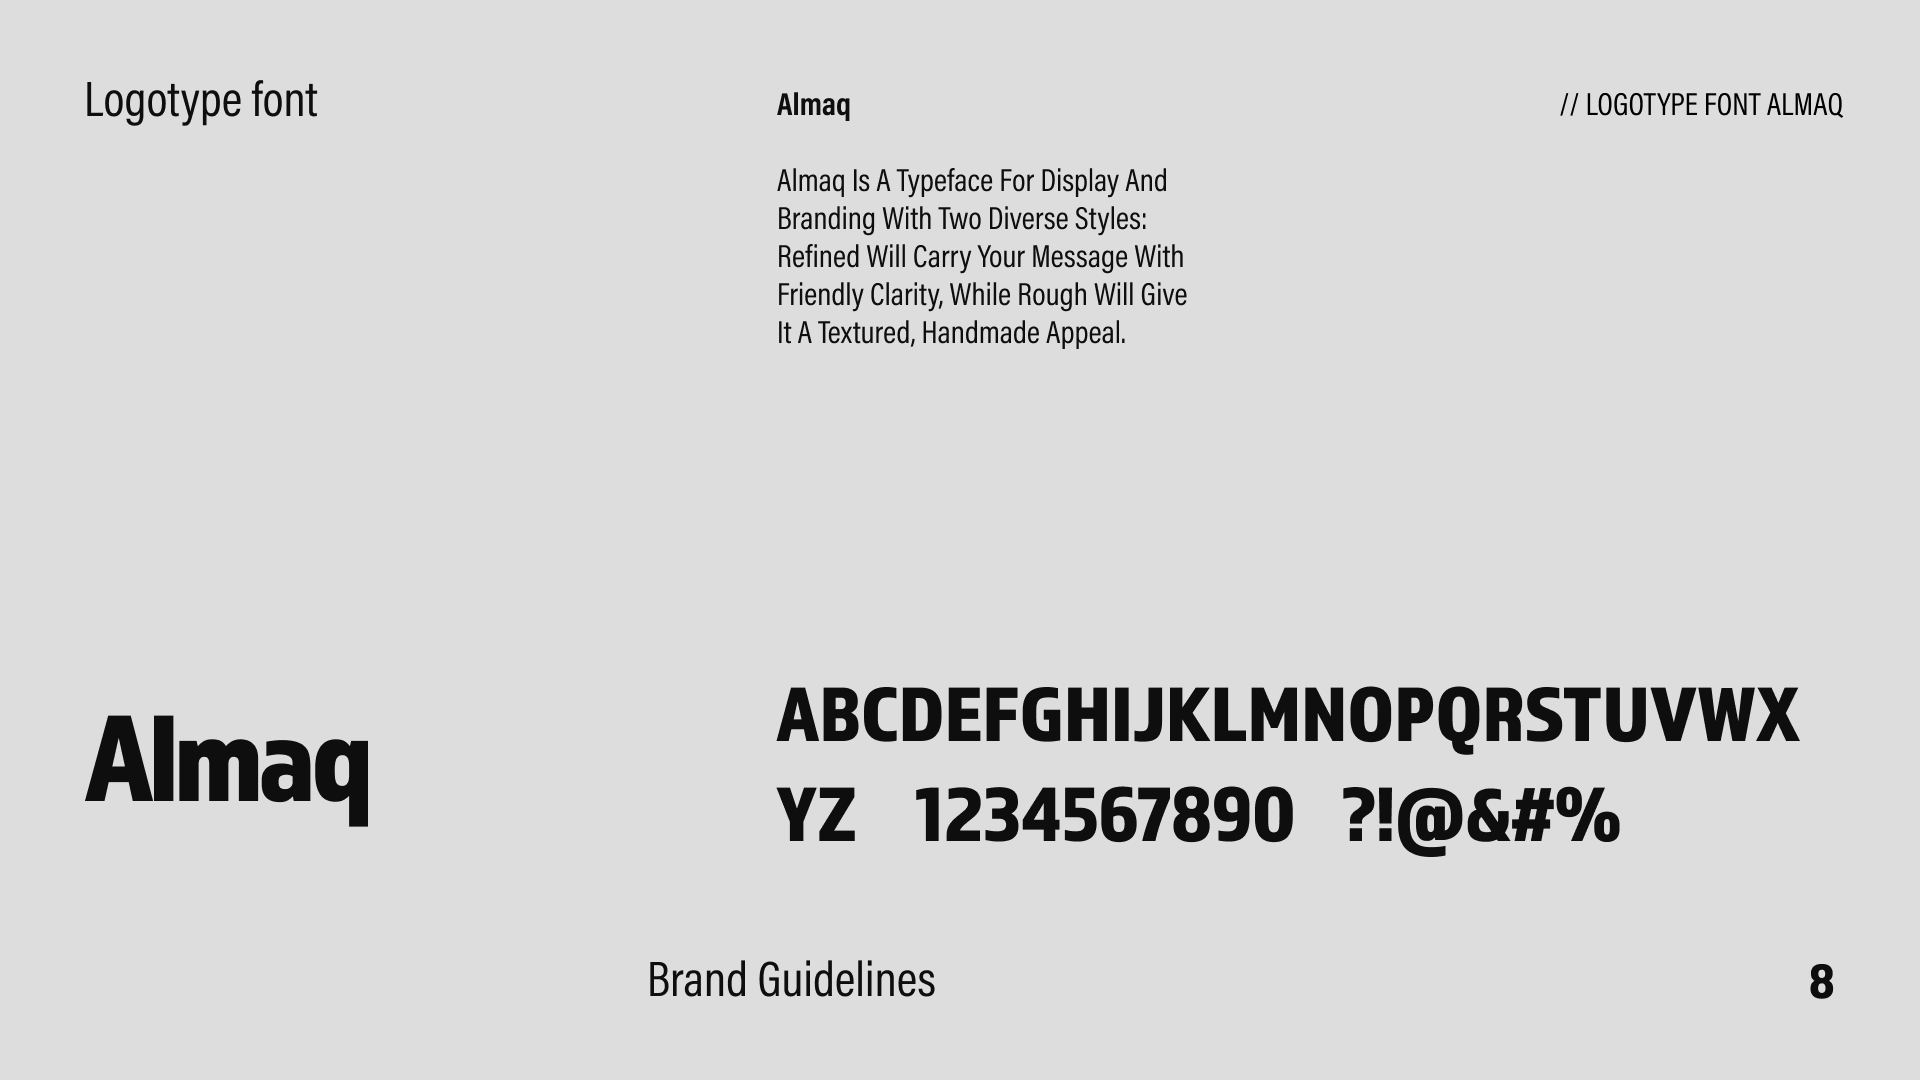 Logotype font
Almaq
// LOGOTYPE FONT ALMAQ
Almaq Is A Typeface For Display And
Branding With Two Diverse Styles:
Refined Will Carry Your Message With
Friendly Clarity, While Rough Will Give
It A Textured, Handmade Appeal.
Almaq
ABCDEFGHIJKLMNOPQRSTUVWX
YZ 1234567890 ?!@&#%
Brand Guidelines
8